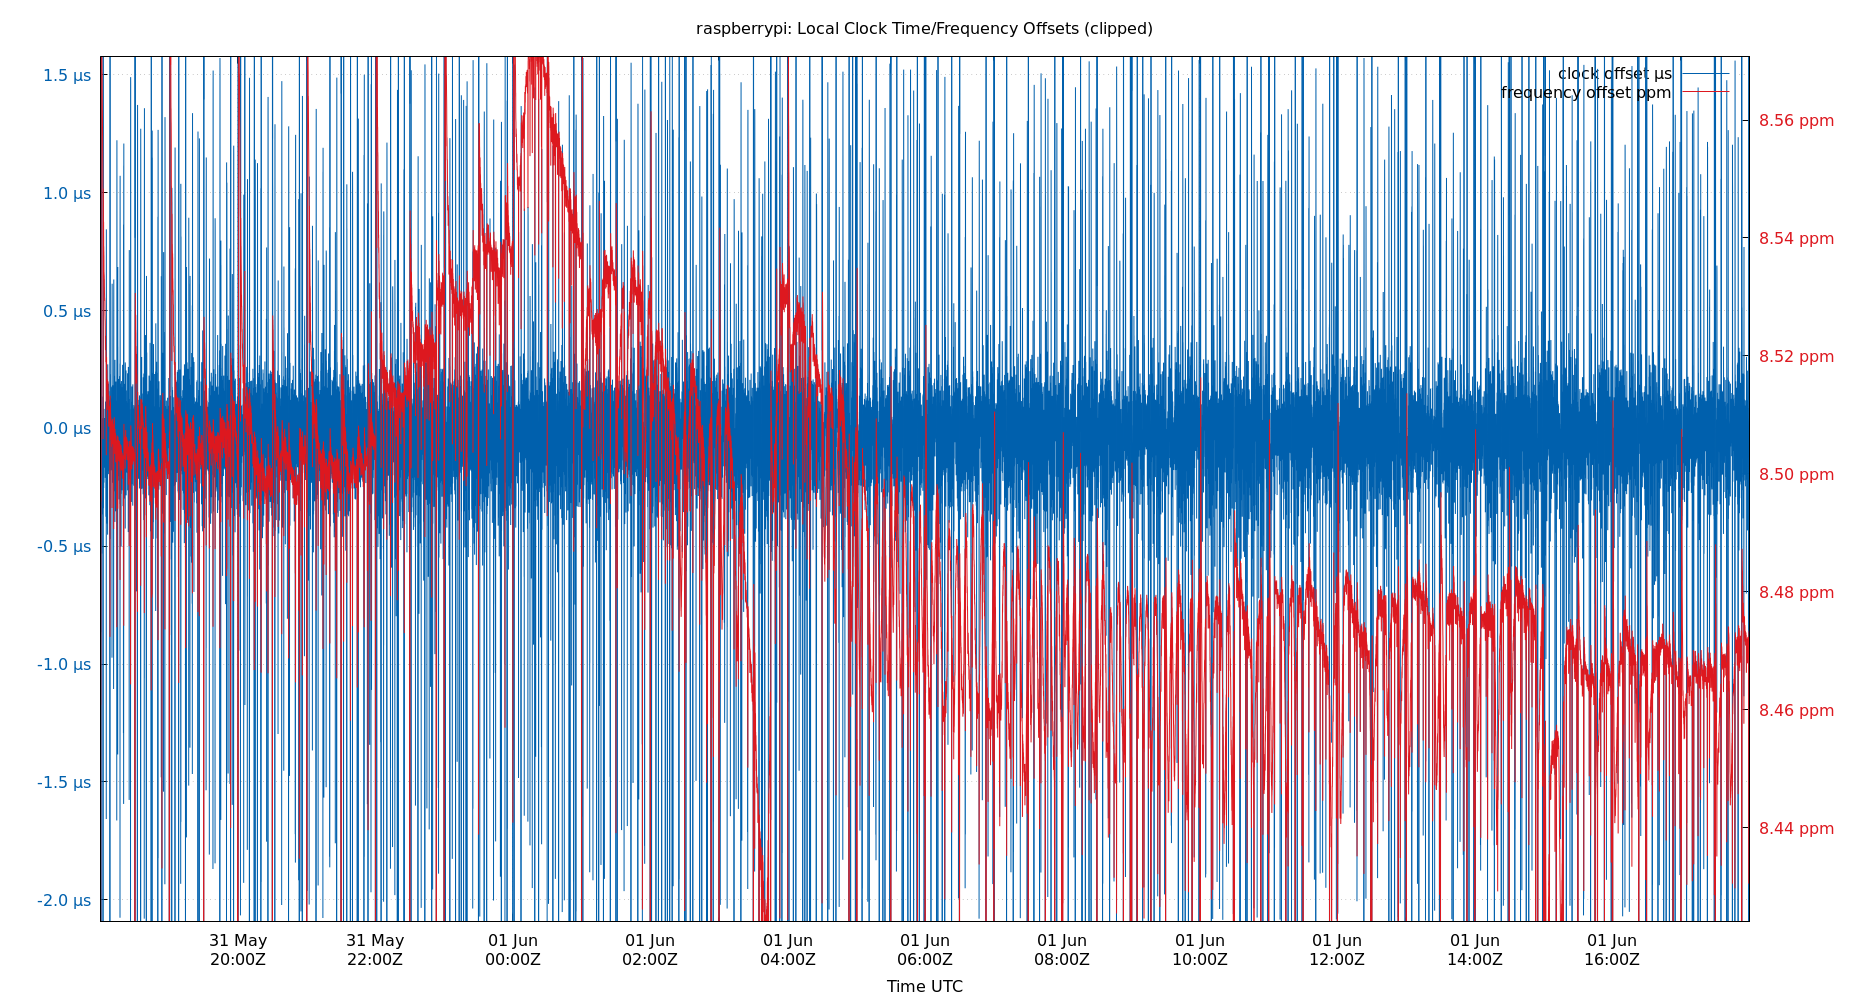 raspberrypi: Local Clock Time/Frequency Offsets (clipped)
clock offset µs
frequency offset ppm
1.5 µs
1.0 µs
0.5 µs
0.0 µs
-0.5 µs
-1.0 µs
-1.5 µs
-2.0 µs
8.56 ppm
8.54 ppm
8.52 ppm
8.50 ppm
8.48 ppm
8.46 ppm
8.44 ppm
31 May 31 May 01 Jun 01 Jun 01 Jun 01 Jun 01 Jun 01 Jun 01 Jun 01 Jun 01 Jun
20:00Z 22:00Z 00:00Z 02:00Z 04:00Z 06:00Z 08:00Z 10:00Z 12:00Z 14:00Z 16:00Z
Time UTC